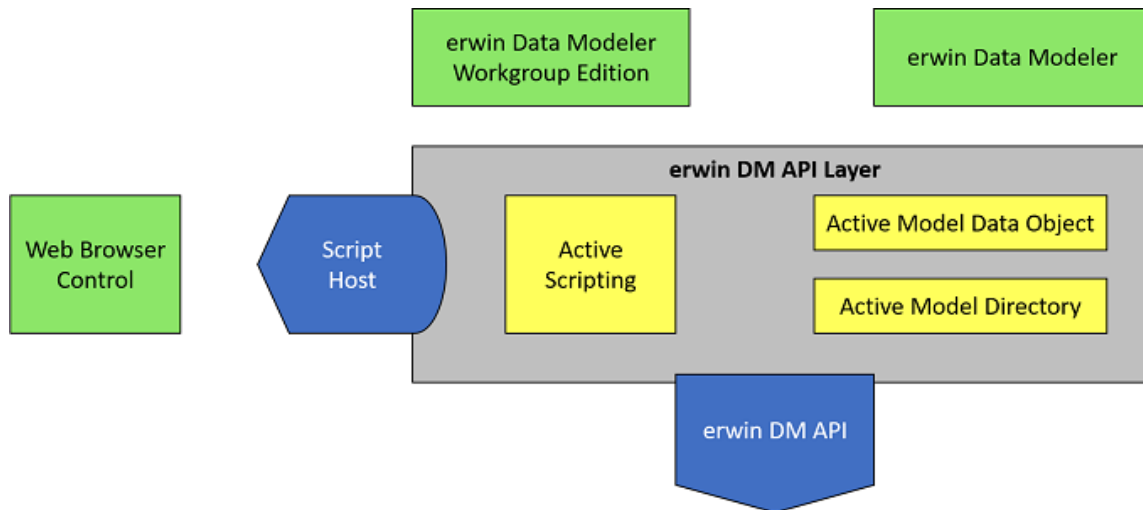 erwin Data Modeler
Workgroup Edition
erwin Data Modeler
erwin DM API Layer
Web Browser
Control
Script
Host
Active
Scripting
Active Model Data Object
Active Model Directory
erwin DM API